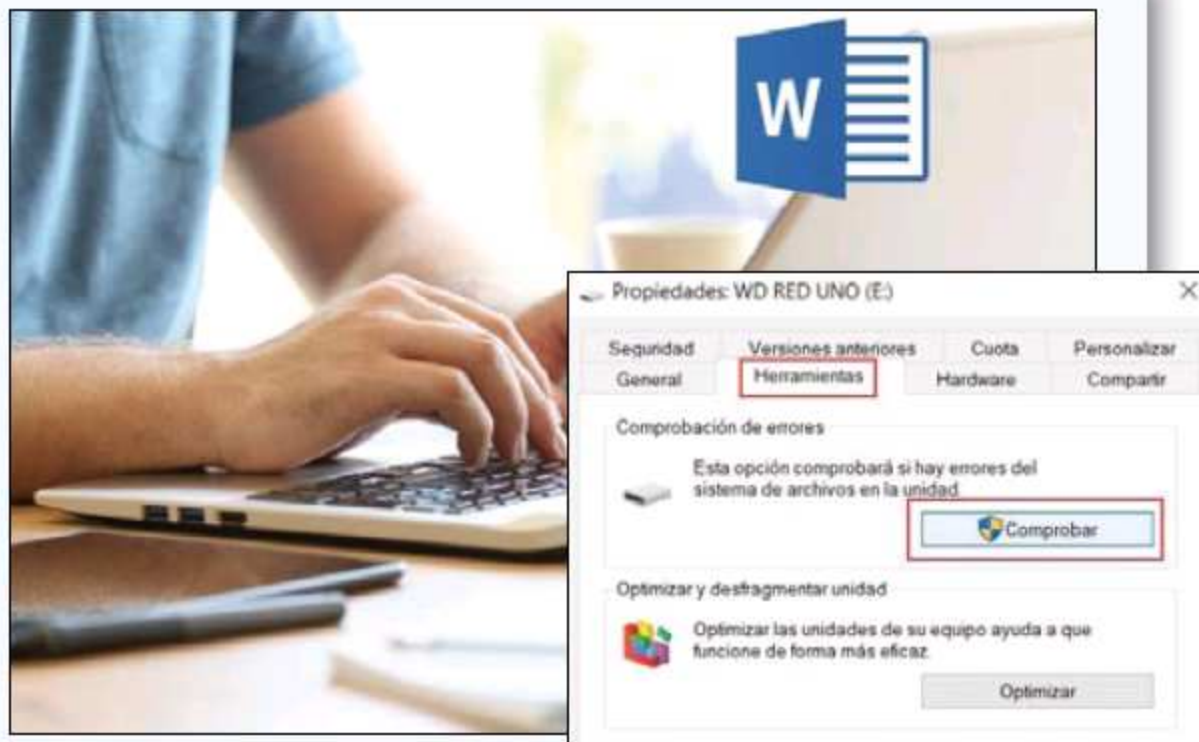 W
Propiedades: WD RED UNO (E:)
Seguridad Versiones anteriores Cuota Personalizar
General Herramientas Hardware Compartir
Comprobación de errores
Esta opción comprobará si hay errores del
sistema de archivos en la unidad.
Comprobar
Optimizar y desfragmentar unidad
Optimizar las unidades de su equipo ayuda a que
funcione de forma más eficaz.
Optimizar